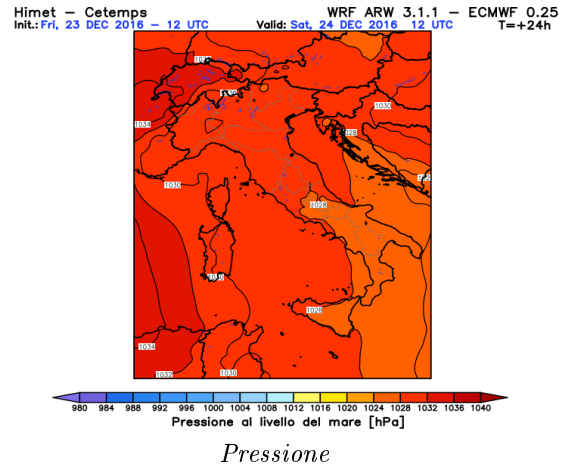 Himet – Cetemps WRF ARW 3.1.1 – ECMWF 0.25
Init.: Fri, 23 DEC 2016 – 12 UTC Valid: Sat, 24 DEC 2016 – 12 UTC T=+24h
1030
1034
1028
1030
1028
1030
1028
1034
1032
1030
980 984 988 992 996 1000 1004 1008 1012 1016 1020 1024 1028 1032 1036 1040
Pressione al livello del mare [hPa]
Pressione